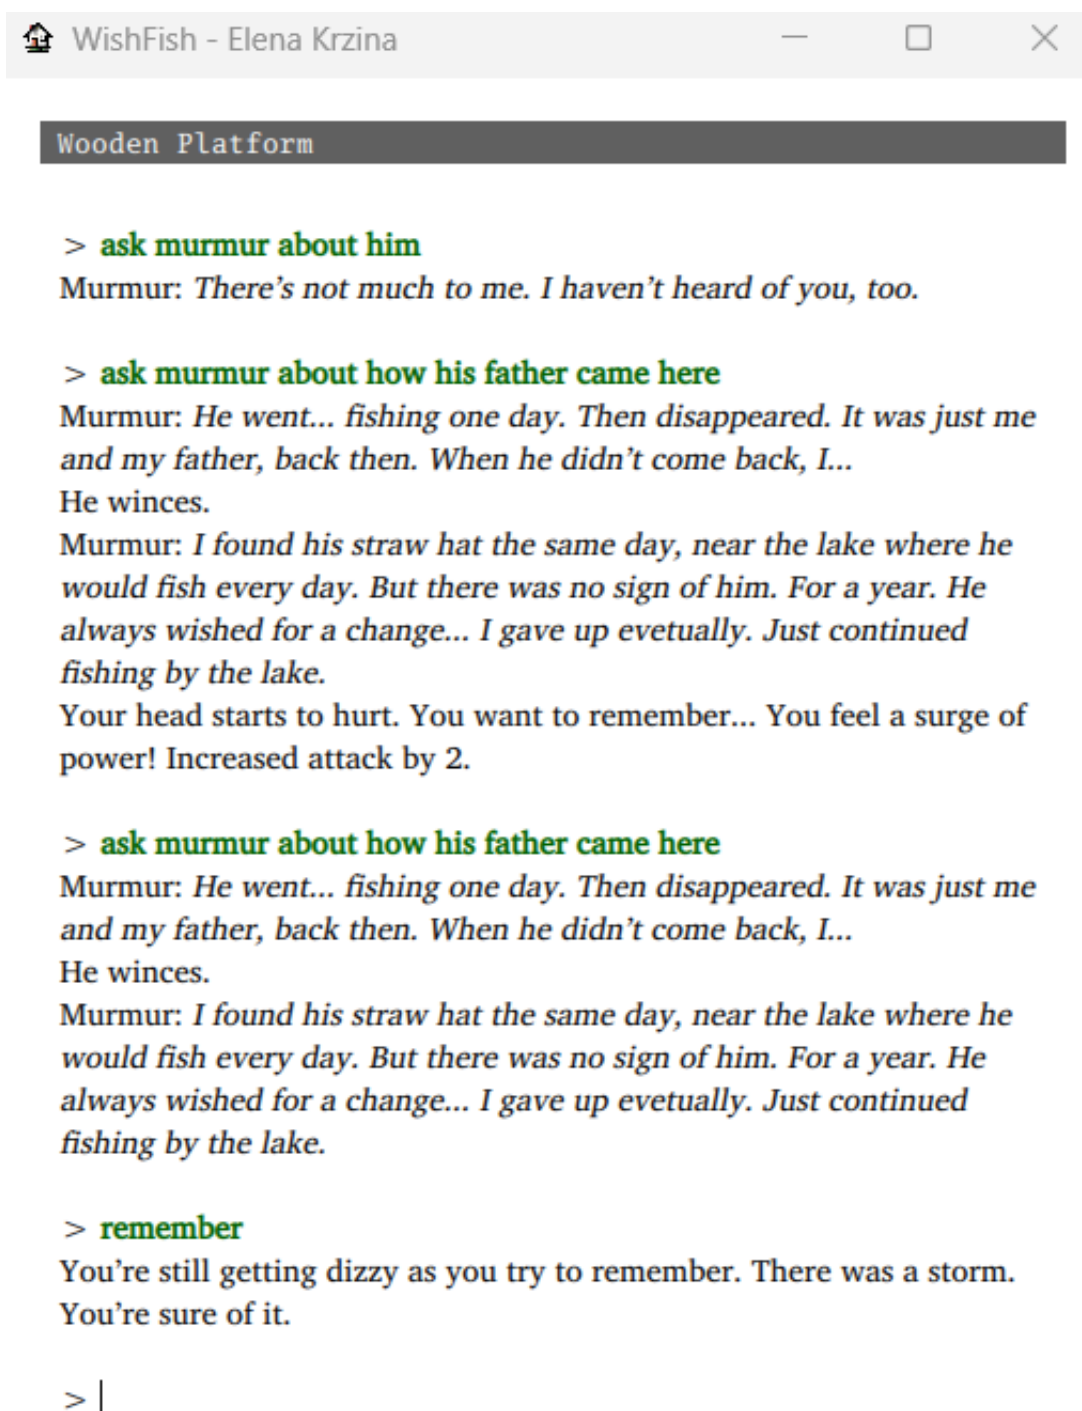 WishFish - Elena Krzina
Wooden Platform
> ask murmur about him
Murmur: There's not much to me. I haven't heard of you, too.
> ask murmur about how his father came here
Murmur: He went... fishing one day. Then disappeared. It was just me
and my father, back then. When he didn't come back, I...
He winces.
Murmur: I found his straw hat the same day, near the lake where he
would fish every day. But there was no sign of him. For a year. He
always wished for a change... I gave up evetually. Just continued
fishing by the lake.
Your head starts to hurt. You want to remember... You feel a surge of
power! Increased attack by 2.
> ask murmur about how his father came here
Murmur: He went... fishing one day. Then disappeared. It was just me
and my father, back then. When he didn't come back, I...
He winces.
Murmur: I found his straw hat the same day, near the lake where he
would fish every day. But there was no sign of him. For a year. He
always wished for a change... I gave up evetually. Just continued
fishing by the lake.
> remember
You're still getting dizzy as you try to remember. There was a storm.
You're sure of it.
>